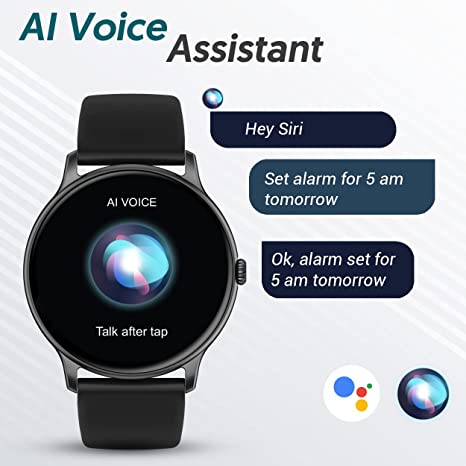 AI Voice
Assistant
Hey Siri
Set alarm for 5 am
tomorrow
Ok, alarm set for
5 am tomorrow
AI VOICE
Talk after tap